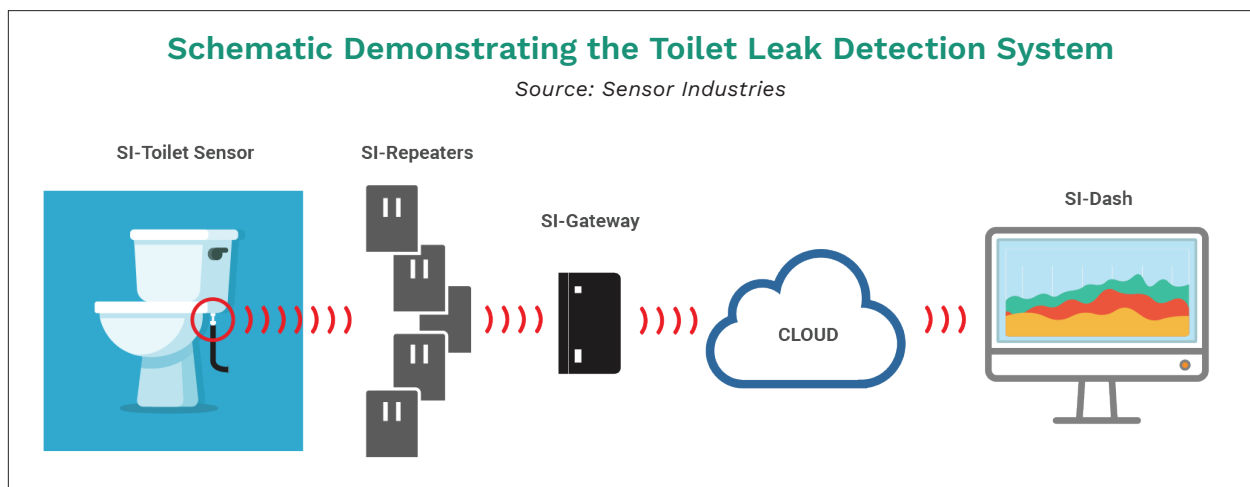 Schematic Demonstrating the Toilet Leak Detection System
Source: Sensor Industries
SI-Toilet Sensor
SI-Repeaters
SI-Gateway
CLOUD
SI-Dash